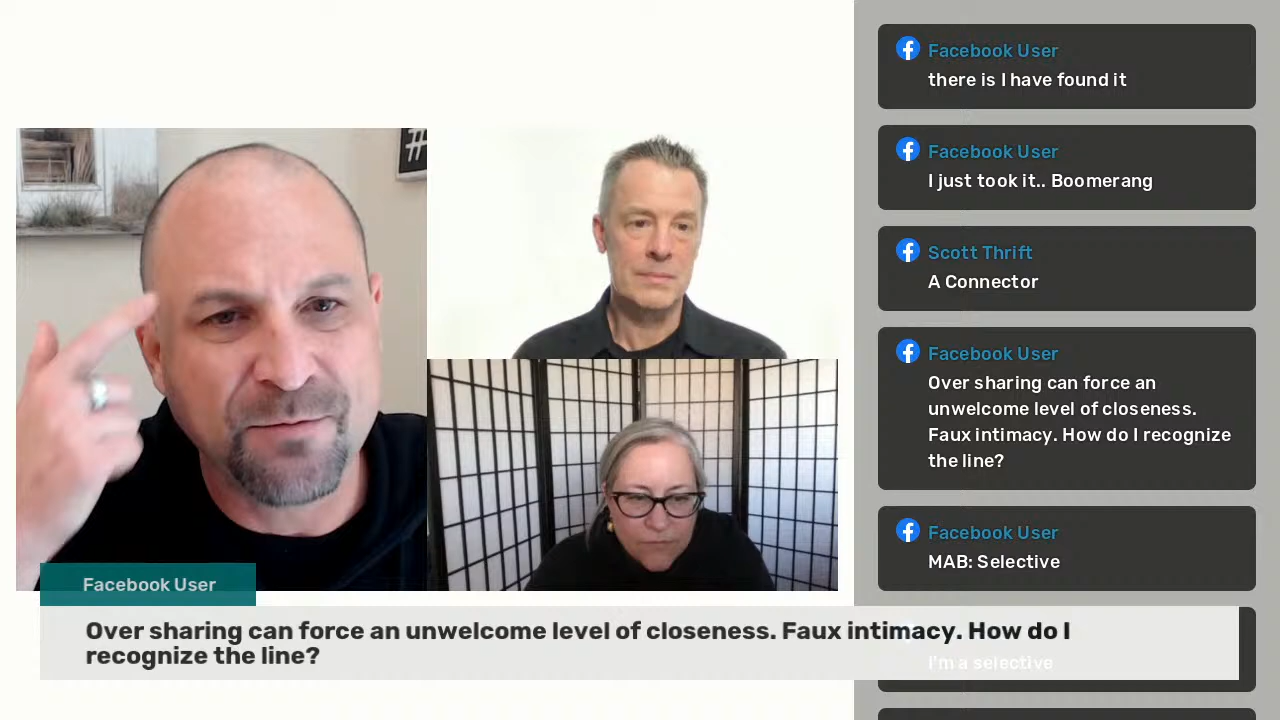 #
Facebook User
Over sharing can force an unwelcome level of closeness. Faux intimacy. How do I
recognize the line?
Facebook User
there is I have found it
Facebook User
I just took it.. Boomerang
Scott Thrift
A Connector
Facebook User
Over sharing can force an
unwelcome level of closeness.
Faux intimacy. How do I recognize
the line?
Facebook User
MAB: Selective
I'm a selective